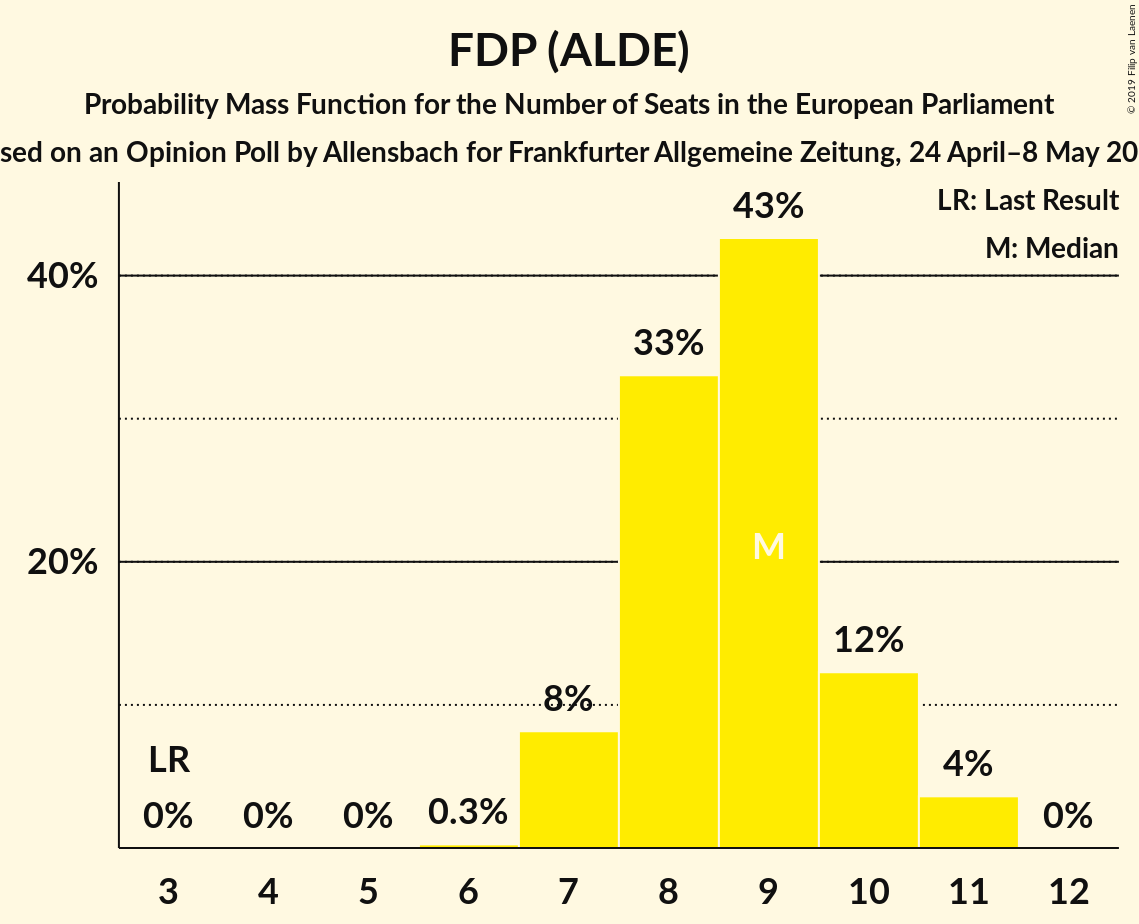 FDP (ALDE)
Probability Mass Function for the Number of Seats in the European Parliament
sed on an Opinion Poll by Allensbach for Frankfurter Allgemeine Zeitung, 24 April–8 May 20
© 2019 Filip van Laenen
LR: Last Result
M: Median
43%
40%
33%
M
20%
12%
8%
4%
LR
0% 0% 0% 0.3% 0%
3 4 5 6 7 8 9 10 11 12